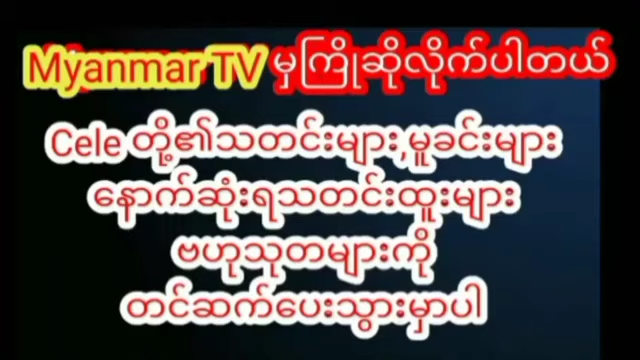 Myanmar TV မှကြိုဆိုလိုက်ပါတယ်
Cele တို့၏သတင်းများ,မူခင်းများ
နောက်ဆုံးရသတင်းထူးများ
ဗဟုသုတများကို
တင်ဆက်ပေးသွားမှာပါ